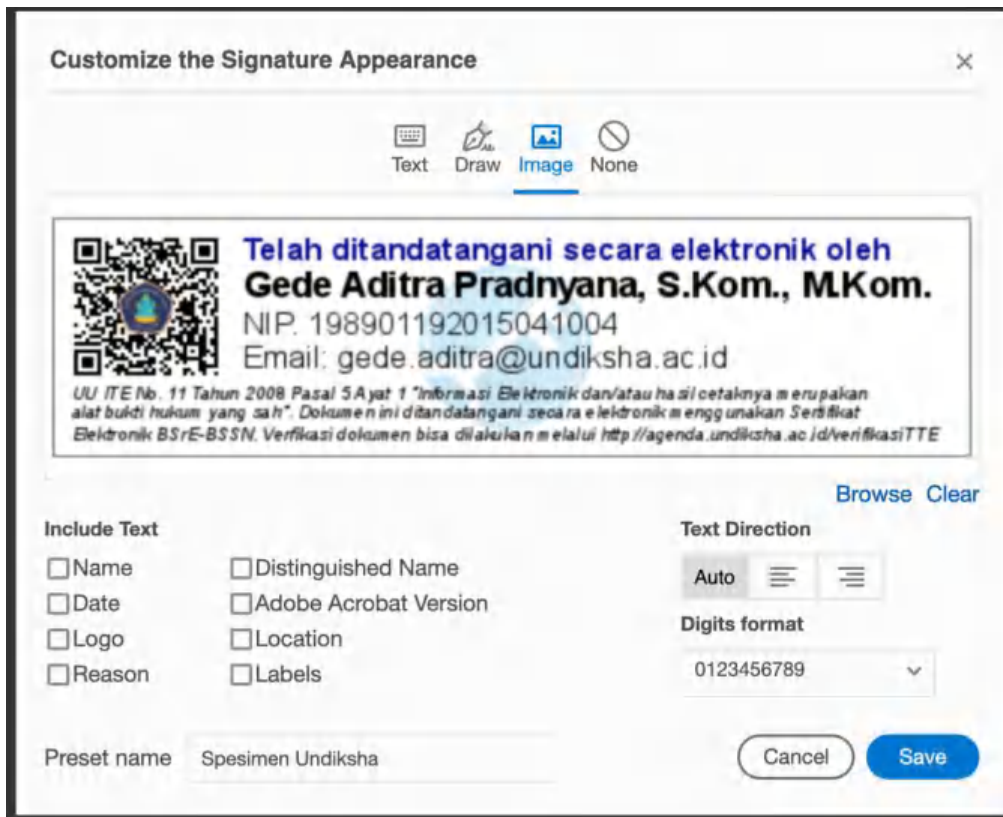 Customize the Signature Appearance
Text Draw Image None
Telah ditandatangani secara elektronik oleh
Gede Aditra Pradnyana, S.Kom., M.Kom.
NIP. 198901192015041004
Email: gede.aditra@undiksha.ac.id
UU ITE No. 11 Tahun 2008 Pasal 5 Ayat 1 "Informasi Elektronik dan/atau hasil cetaknya merupakan
alat bukti hukum yang sah". Dokumen ini ditandatangani secara elektronik menggunakan Sertifikat
Elektronik BSrE-BSSN. Verfikasi dokumen bisa dilakukan melalui http://agenda.undiksha.ac.id/verifikasiTTE
Browse Clear
Include Text
Name
Distinguished Name
Date
Adobe Acrobat Version
Logo
Location
Reason
Labels
Text Direction
Auto
Digits format
0123456789
Preset name Spesimen Undiksha
Cancel Save